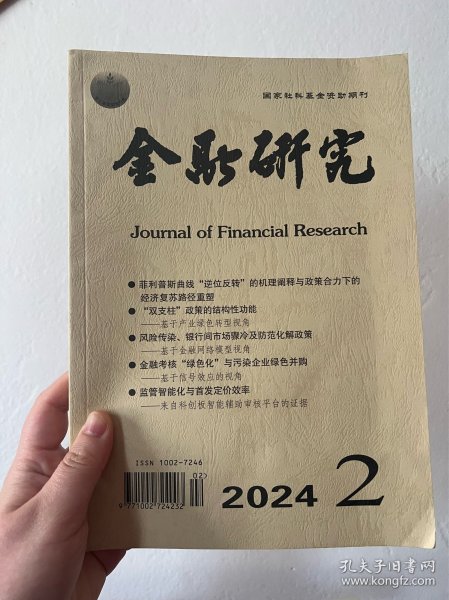 国家社科基金资助期刊
金融研究
Journal of Financial Research
● 菲利普斯曲线“逆位反转”的机理阐释与政策合力下的
经济复苏路径重塑
● “双支柱”政策的结构性功能
——基于产业绿色转型视角
● 风险传染、银行间市场骤冷及防范化解政策
——基于金融网络模型视角
● 金融考核“绿色化”与污染企业绿色并购
——基于信号效应的视角
● 监管智能化与首发定价效率
——来自科创板智能辅助审核平台的证据
ISSN 1002-7246
02>
9 771002 724232
2024 2
孔夫子旧书网
www.kongfz.com